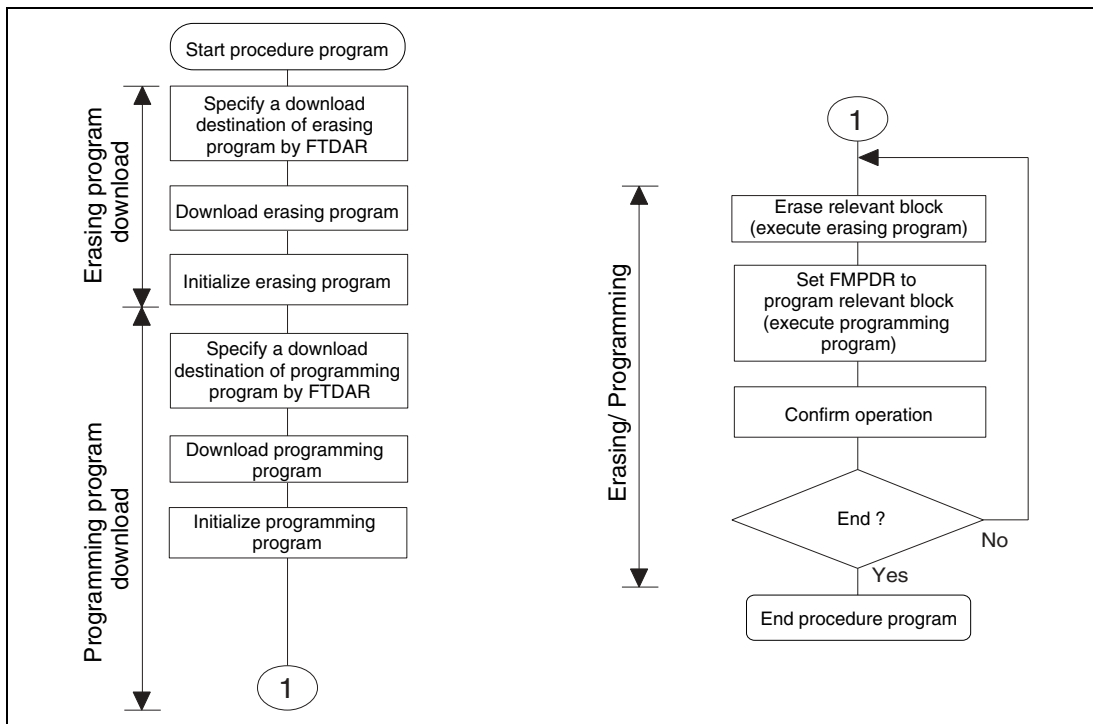 Start procedure program
Erasing program
download
Specify a download
destination of erasing
program by FTDAR
Download erasing program
Initialize erasing program
Programming program
download
Specify a download
destination of programming
program by FTDAR
Download programming
program
Initialize programming
program
1
1
Erasing/ Programming
Erase relevant block
(execute erasing program)
Set FMPDR to
program relevant block
(execute programming
program)
Confirm operation
End ?
No
Yes
End procedure program